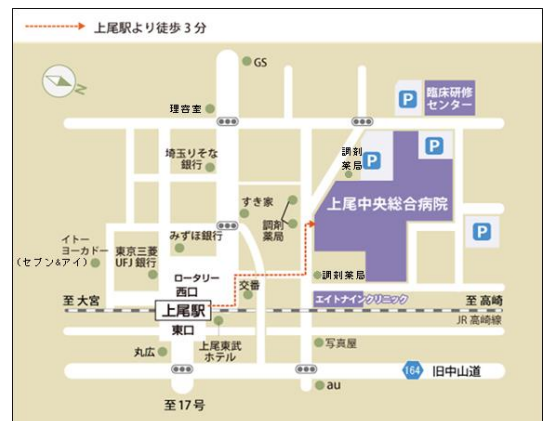 上尾駅より徒歩3分
GS
N
理容室
P
臨床研修
センター
埼玉りそな
銀行
調剤
薬局
P
P
すき家
上尾中央総合病院
調剤
薬局
みずほ銀行
P
イトー
ヨーカドー
(セブン&アイ)
東京三菱
UFJ銀行
ロータリー
西口
交番
調剤薬局
エイトナインクリニック
至 大宮
上尾駅
至 高崎
JR高崎線
東口
丸広
上尾東武
ホテル
写真屋
164 旧中山道
au
至17号